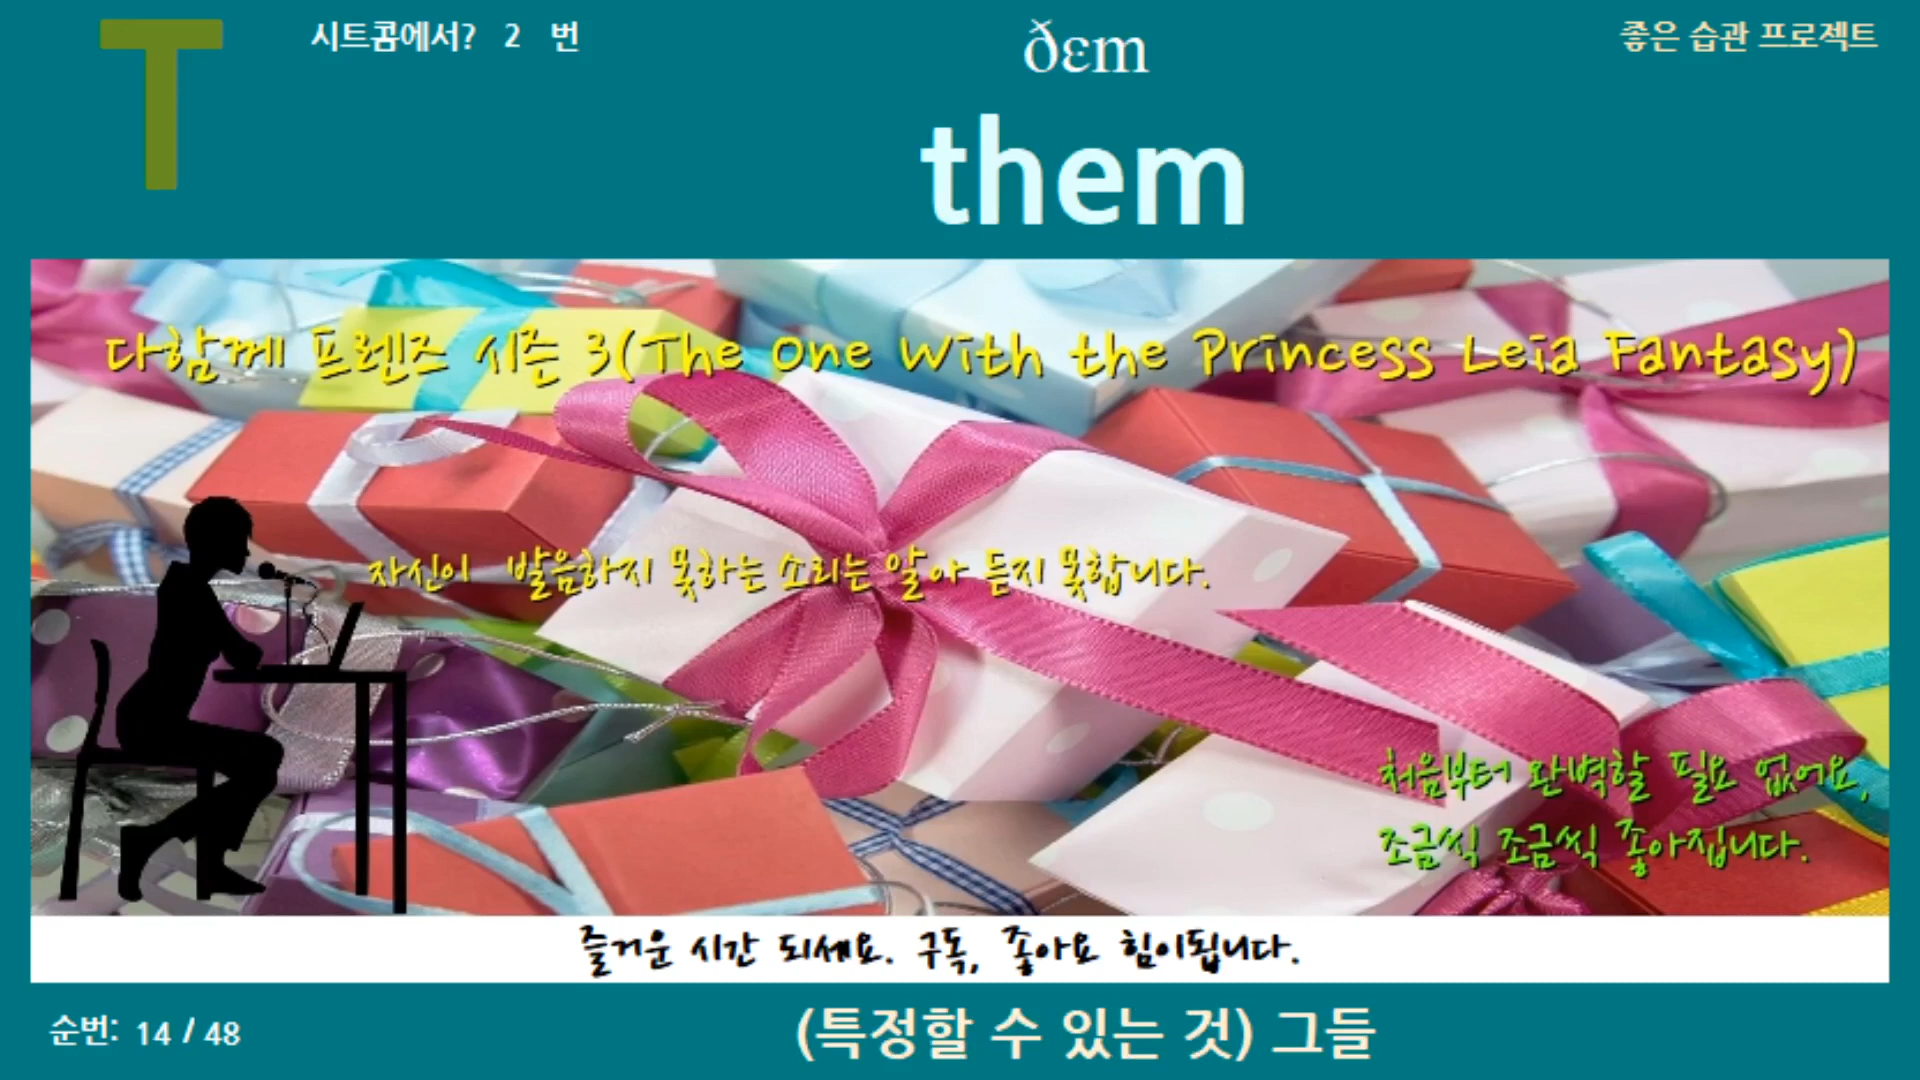 T
시트콤에서? 2 번
ðɛm
좋은 습관 프로젝트
them
다함께 프렌즈 시즌 3(The One With the Princess Leia Fantasy)
자신이 발음하지 못하는 소리는 알아 듣지 못합니다.
처음부터 완벽할 필요 없어요,
조금씩 조금씩 좋아집니다.
즐거운 시간 되세요. 구독, 좋아요 힘이됩니다.
순번: 14 / 48
(특정할 수 있는 것) 그들